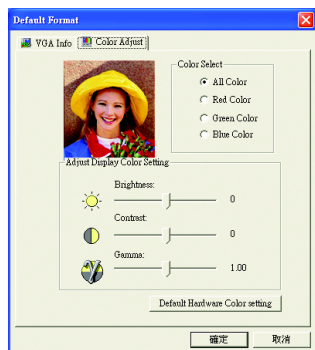 Default Format
VGA Info
Color Adjust
Color Select
All Color
Red Color
Green Color
Blue Color
Adjust Display Color Setting
Brightness:
0
Contrast:
0
Gamma:
1.00
Default Hardware Color setting
確定
取消